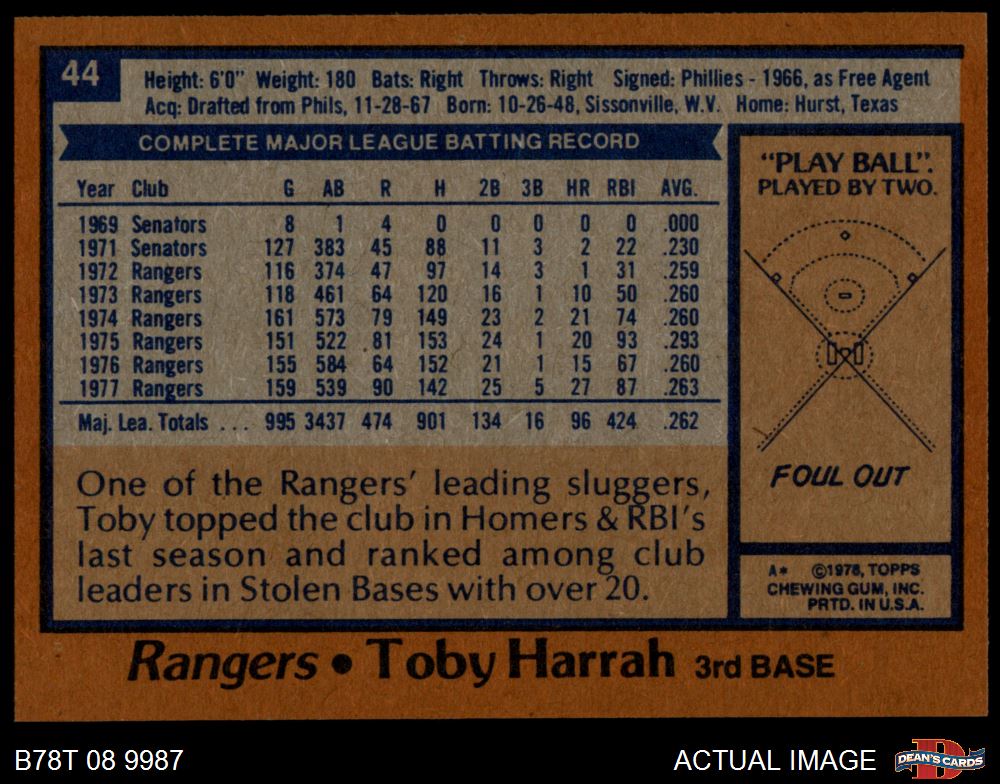 44
Height: 6'0" Weight: 180 Bats: Right Throws: Right Signed: Phillies - 1966, as Free Agent
Acq: Drafted from Phils, 11-28-67 Born: 10-26-48, Sissonville, W.V. Home: Hurst, Texas
COMPLETE MAJOR LEAGUE BATTING RECORD
Year Club G AB R H 2B 3B HR RBI AVG.
1969 Senators 8 1 4 0 0 0 0 0 .000
1971 Senators 127 383 45 88 11 3 2 22 .230
1972 Rangers 116 374 47 97 14 3 1 31 .259
1973 Rangers 118 461 64 120 16 1 10 50 .260
1974 Rangers 161 573 79 149 23 2 21 74 .260
1975 Rangers 151 522 81 153 24 1 20 93 .293
1976 Rangers 155 584 64 152 21 1 15 67 .260
1977 Rangers 159 539 90 142 25 5 27 87 .263
Maj. Lea. Totals ... 995 3437 474 901 134 16 96 424 .262
One of the Rangers' leading sluggers,
Toby topped the club in Homers & RBI's
last season and ranked among club
leaders in Stolen Bases with over 20.
"PLAY BALL".
PLAYED BY TWO.
FOUL OUT
A* ©1978, TOPPS
CHEWING GUM, INC.
PRTD. IN U.S.A.
Rangers • Toby Harrah 3rd BASE
B78T 08 9987
ACTUAL IMAGE
D
DEAN'S CARDS